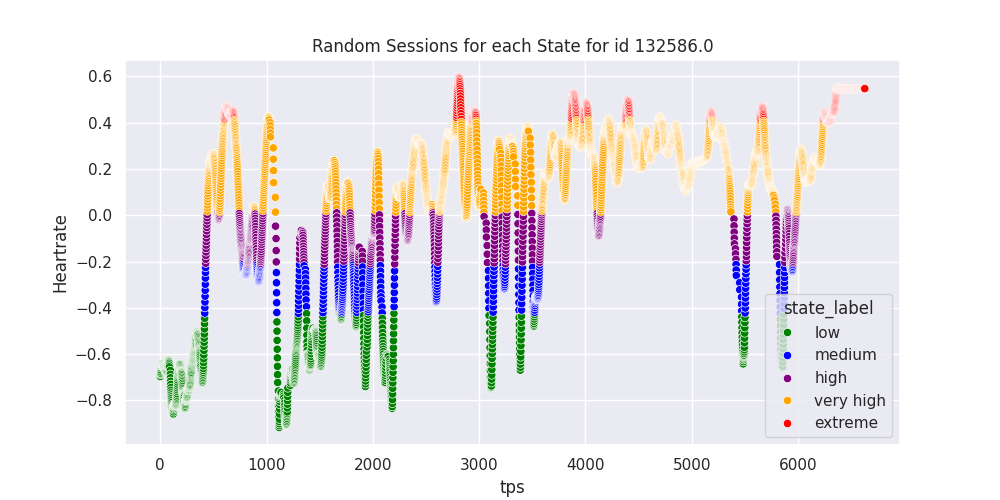 Random Sessions for each State for id 132586.0
Heartrate
0.6
0.4
0.2
0.0
−0.2
−0.4
−0.6
−0.8
state_label
low
medium
high
very high
extreme
0 1000 2000 3000 4000 5000 6000
tps